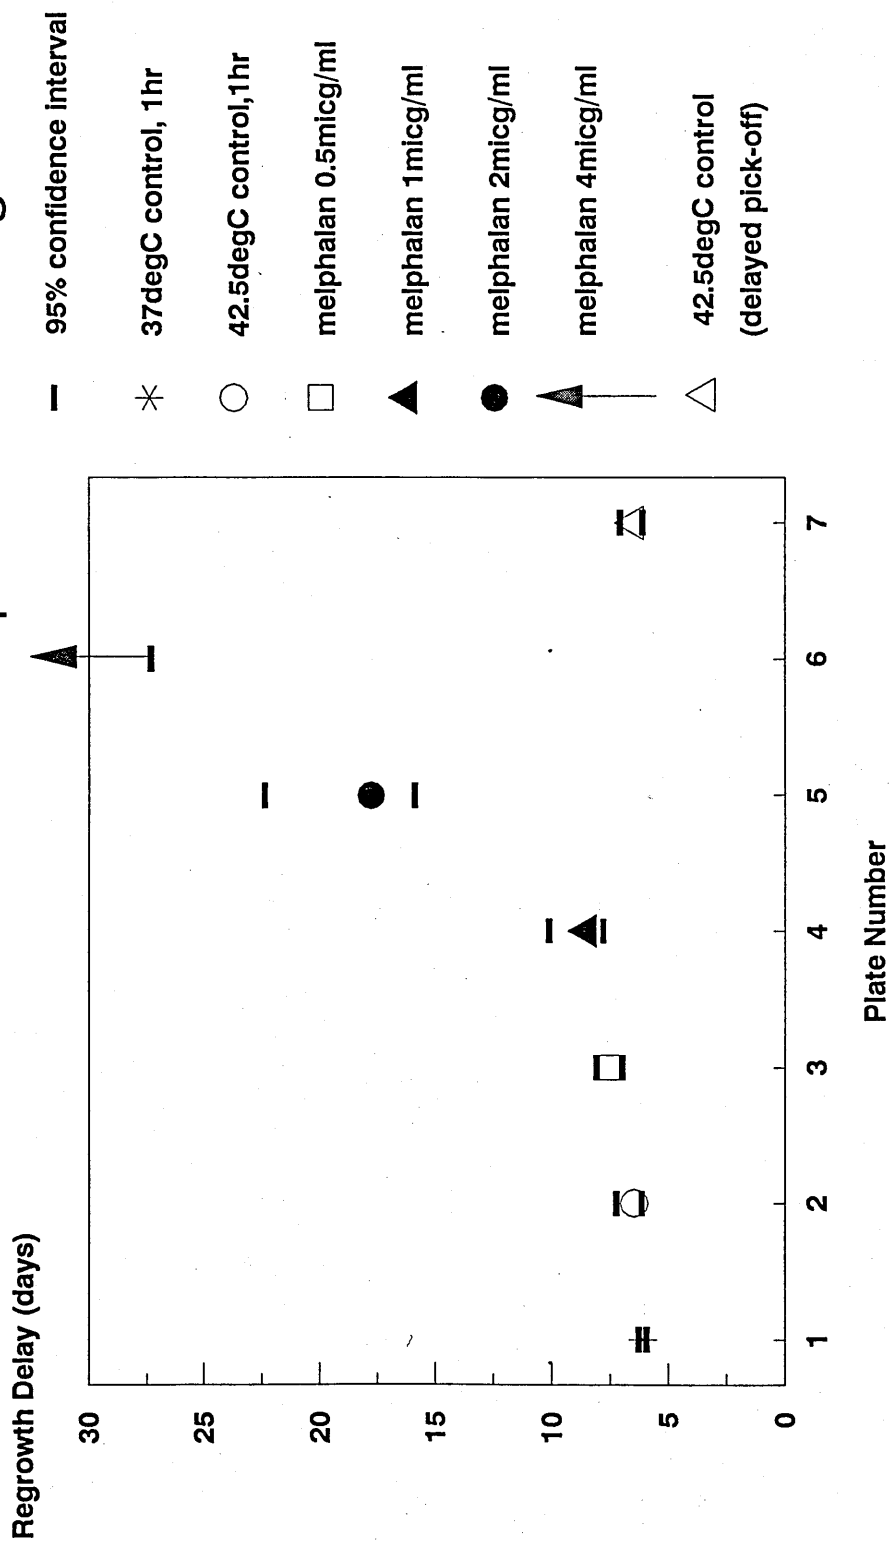 Regrowth Delay (days)
30
25
20
15
10
5
0
1 2 3 4 5 6 7
Plate Number
95% confidence interval
37degC control, 1hr
42.5degC control,1hr
melphalan 0.5micg/ml
melphalan 1micg/ml
melphalan 2micg/ml
melphalan 4micg/ml
42.5degC control
(delayed pick-off)